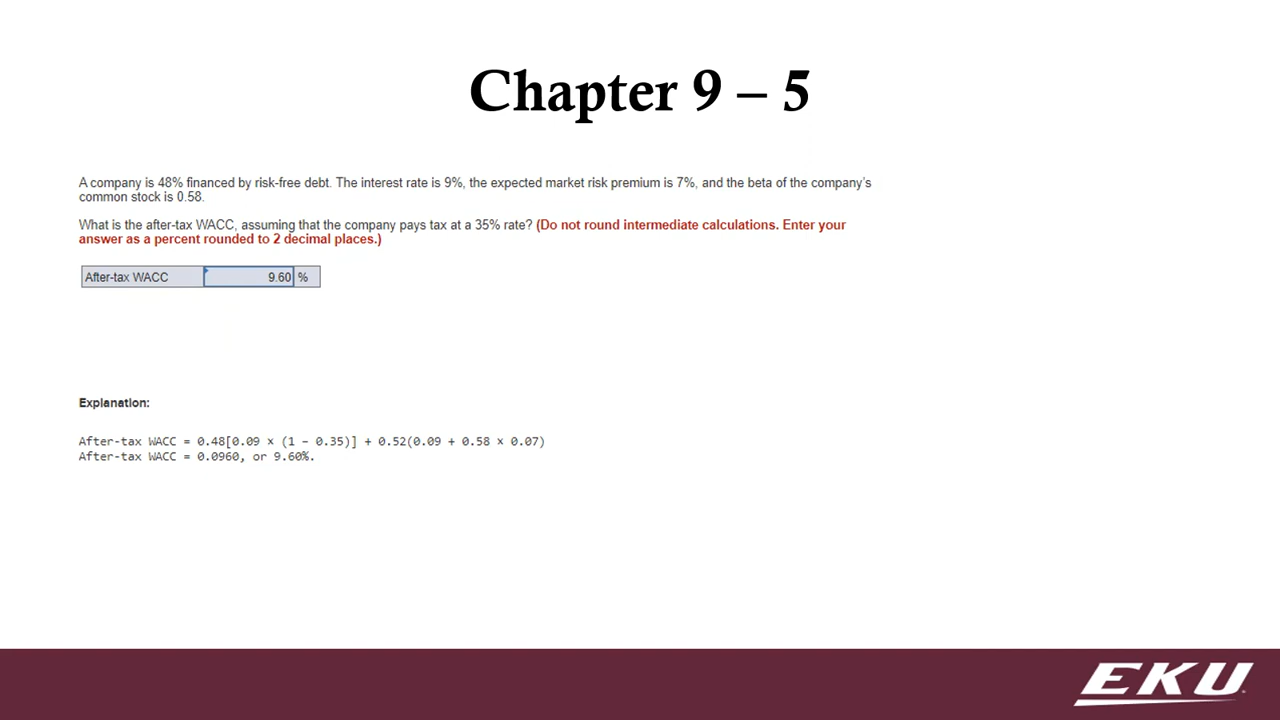 Chapter 9 – 5
A company is 48% financed by risk-free debt. The interest rate is 9%, the expected market risk premium is 7%, and the beta of the company's
common stock is 0.58.
What is the after-tax WACC, assuming that the company pays tax at a 35% rate? (Do not round intermediate calculations. Enter your
answer as a percent rounded to 2 decimal places.)
After-tax WACC 9.60 %
Explanation:
After-tax WACC = 0.48[0.09 × (1 − 0.35)] + 0.52(0.09 + 0.58 × 0.07)
After-tax WACC = 0.0960, or 9.60%.
EKU